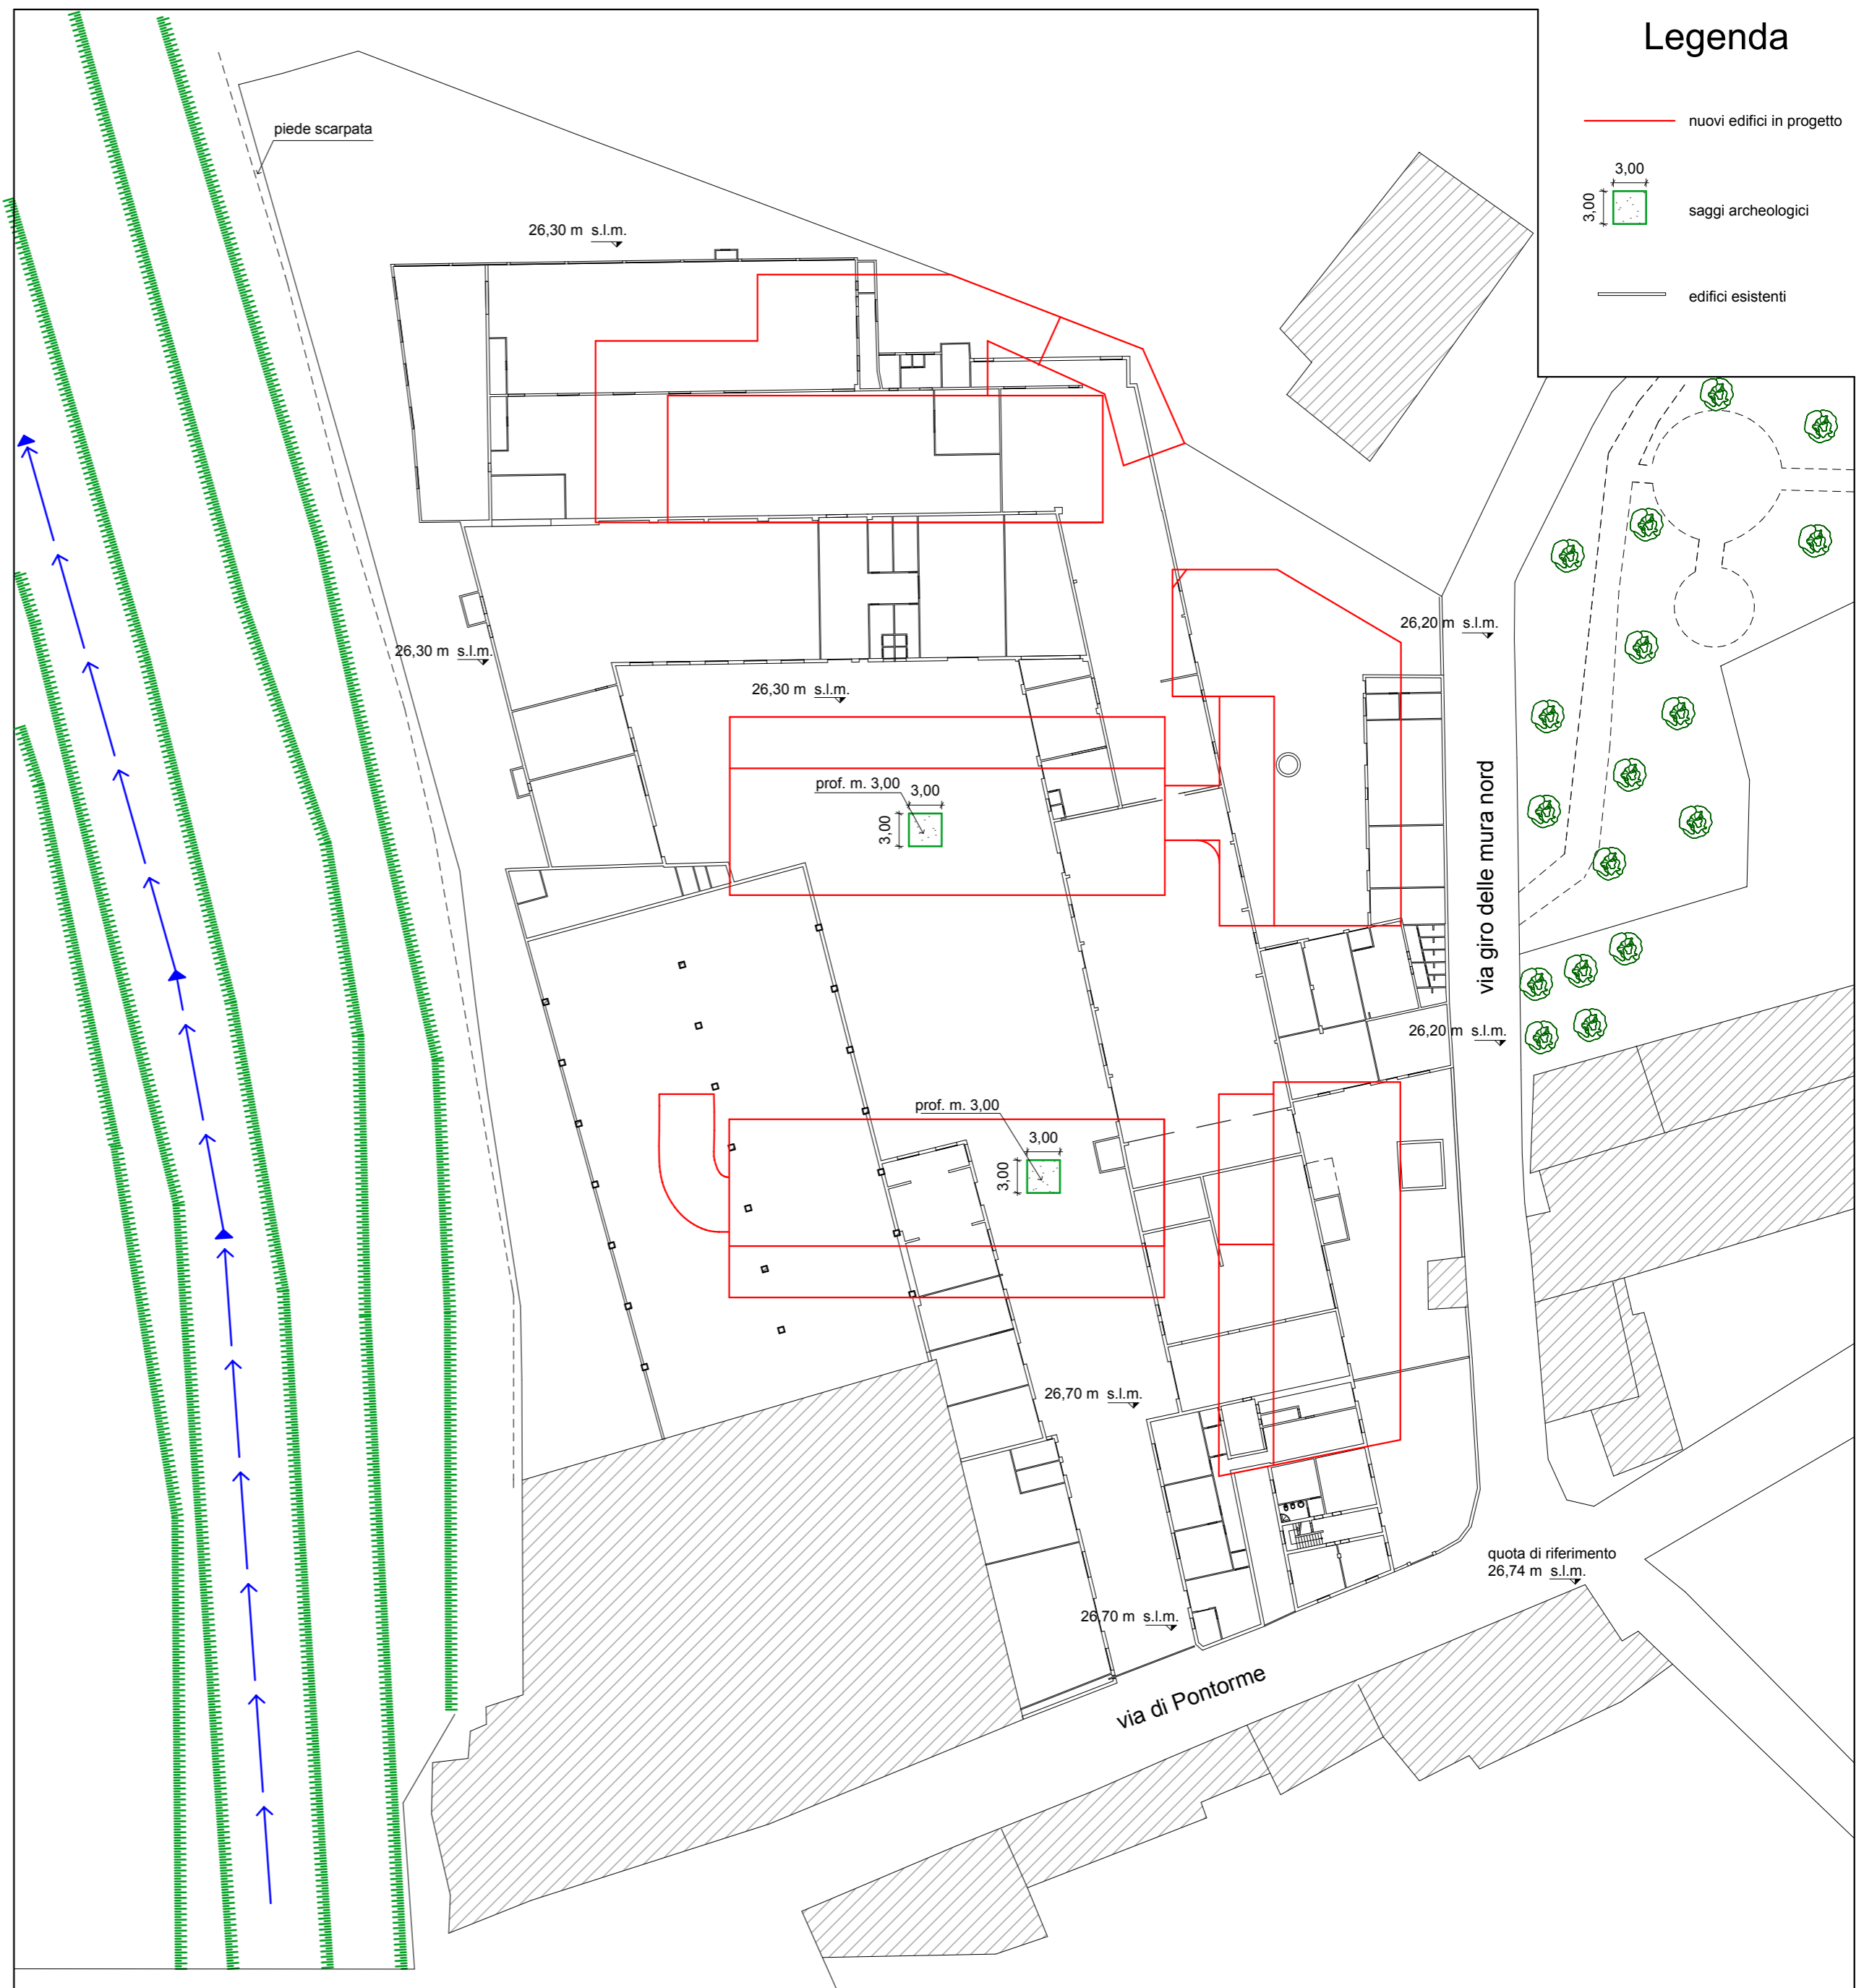 Legenda
nuovi edifici in progetto
3,00
3,00
saggi archeologici
edifici esistenti
piede scarpata
26,30 m s.l.m.
26,20 m s.l.m.
26,30 m s.l.m.
26,30 m s.l.m.
prof. m. 3,00
3,00
3,00
via giro delle mura nord
26,20 m s.l.m.
prof. m. 3,00
3,00
3,00
26,70 m s.l.m.
quota di riferimento
26,74 m s.l.m.
26,70 m s.l.m.
via di Pontorme